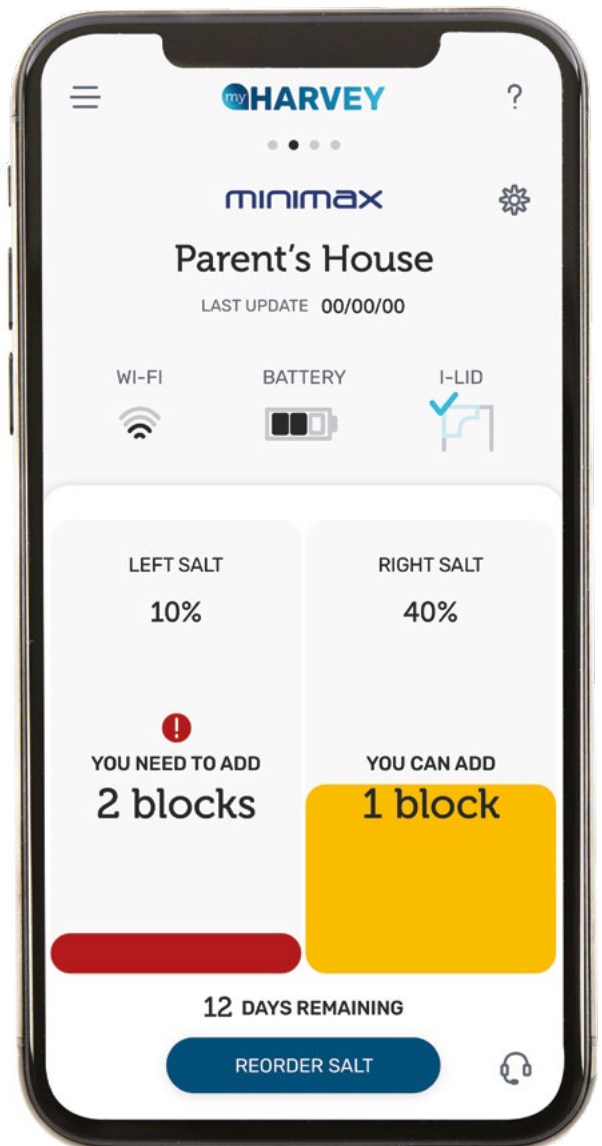 myHARVEY ?
minimax
Parent's House
LAST UPDATE 00/00/00
WI-FI BATTERY I-LID
LEFT SALT RIGHT SALT
10% 40%
!
YOU NEED TO ADD YOU CAN ADD
2 blocks 1 block
12 DAYS REMAINING
REORDER SALT